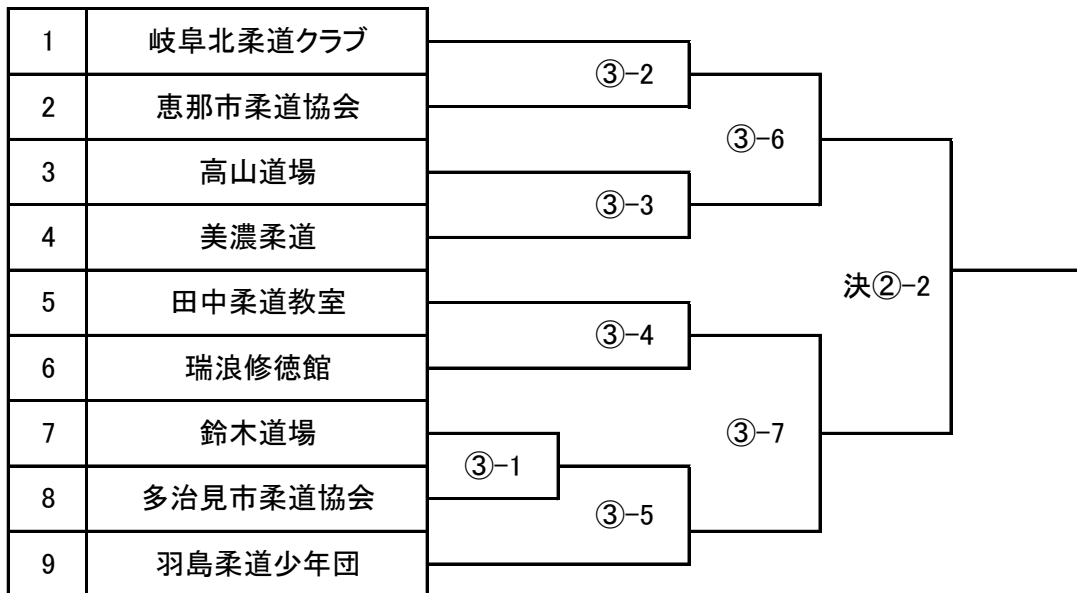 1 岐阜北柔道クラブ
③-2
2 恵那市柔道協会
③-6
3 高山道場
③-3
4 美濃柔道
決②-2
5 田中柔道教室
③-4
6 瑞浪修徳館
7 鈴木道場
③-7
③-1
8 多治見市柔道協会
③-5
9 羽島柔道少年団